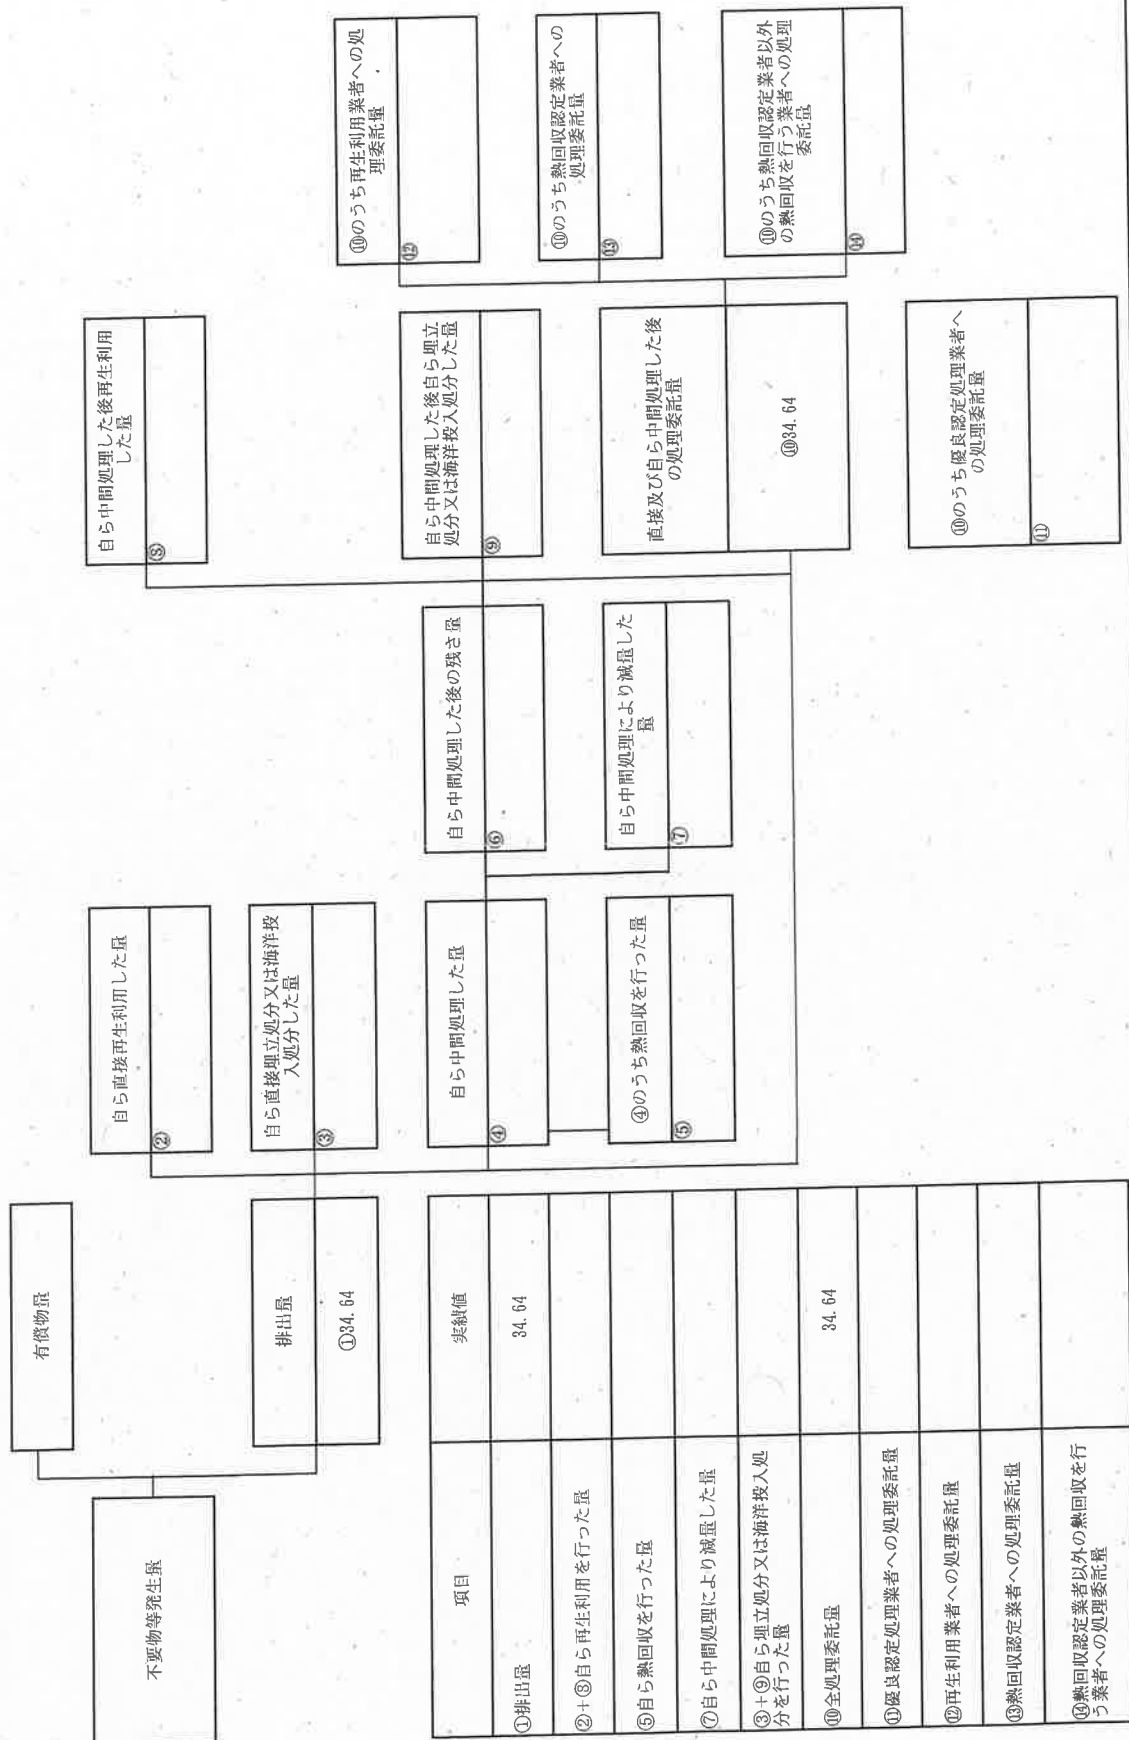 不要物等発生量
有償物量
排出量
①34.64
自ら直接再生利用した量
②
自ら直接埋立処分又は海洋投
入処分した量
③
自ら中間処理した量
④
④のうち熱回収を行った量
⑤
自ら中間処理した後の残さ量
⑥
自ら中間処理により減量した
量
⑦
自ら中間処理した後再生利用
した量
⑧
自ら中間処理した後自ら埋立
処分又は海洋投入処分した量
⑨
直接及び自ら中間処理した後
の処理委託量
⑩34.64
⑩のうち優良認定処理業者へ
の処理委託量
⑪
⑩のうち再生利用業者への処
理委託量
⑫
⑩のうち熱回収認定業者への
処理委託量
⑬
⑩のうち熱回収認定業者以外
の熱回収を行う業者への処理
委託量
⑭
項目
実績値
①排出量
34.64
②+⑧自ら再生利用を行った量
⑤自ら熱回収を行った量
⑦自ら中間処理により減量した量
③+⑨自ら埋立処分又は海洋投入処
分を行った量
⑩全処理委託量
34.64
⑪優良認定処理業者への処理委託量
⑫再生利用業者への処理委託量
⑬熱回収認定業者への処理委託量
⑭熱回収認定業者以外の熱回収を行
う業者への処理委託量